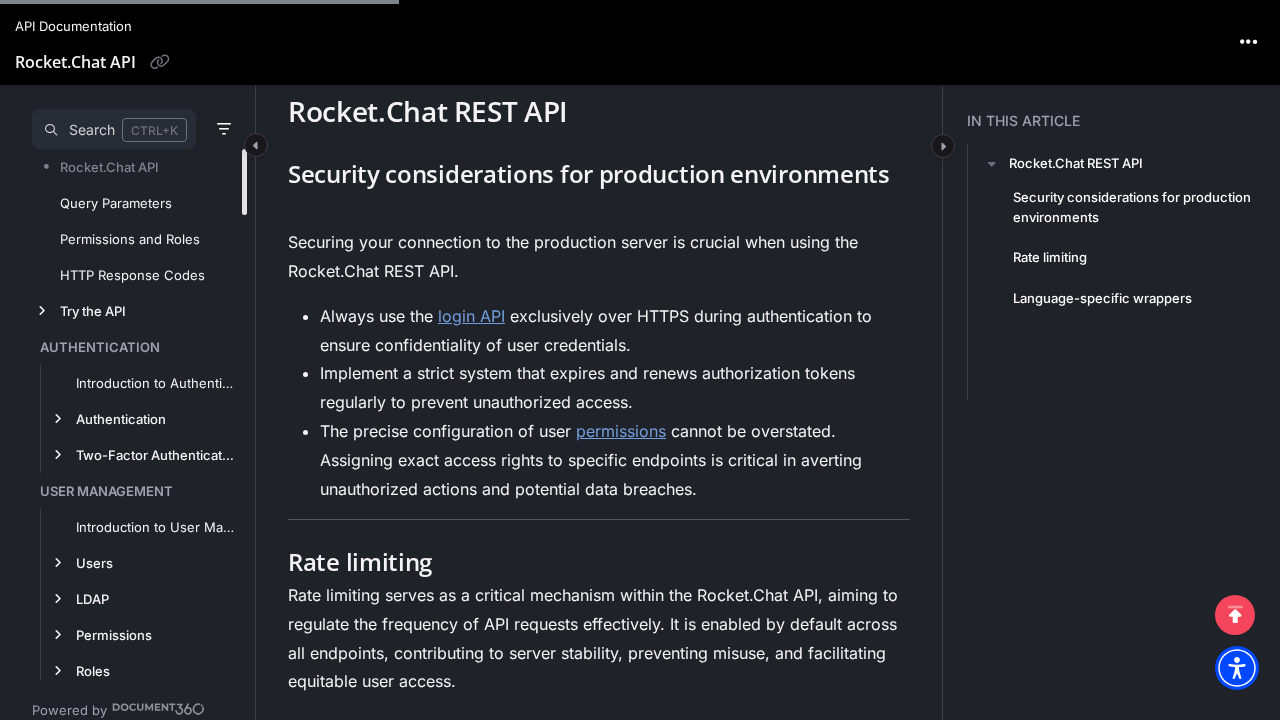 API Documentation
Rocket.Chat API
Search CTRL+K
Rocket.Chat API
Query Parameters
Permissions and Roles
HTTP Response Codes
Try the API
AUTHENTICATION
Introduction to Authenti...
Authentication
Two-Factor Authenticat...
USER MANAGEMENT
Introduction to User Ma...
Users
LDAP
Permissions
Roles
Powered by DOCUMENT360
Rocket.Chat REST API
Security considerations for production environments
Securing your connection to the production server is crucial when using the
Rocket.Chat REST API.
Always use the login API exclusively over HTTPS during authentication to
ensure confidentiality of user credentials.
Implement a strict system that expires and renews authorization tokens
regularly to prevent unauthorized access.
The precise configuration of user permissions cannot be overstated.
Assigning exact access rights to specific endpoints is critical in averting
unauthorized actions and potential data breaches.
Rate limiting
Rate limiting serves as a critical mechanism within the Rocket.Chat API, aiming to
regulate the frequency of API requests effectively. It is enabled by default across
all endpoints, contributing to server stability, preventing misuse, and facilitating
equitable user access.
IN THIS ARTICLE
Rocket.Chat REST API
Security considerations for production
environments
Rate limiting
Language-specific wrappers